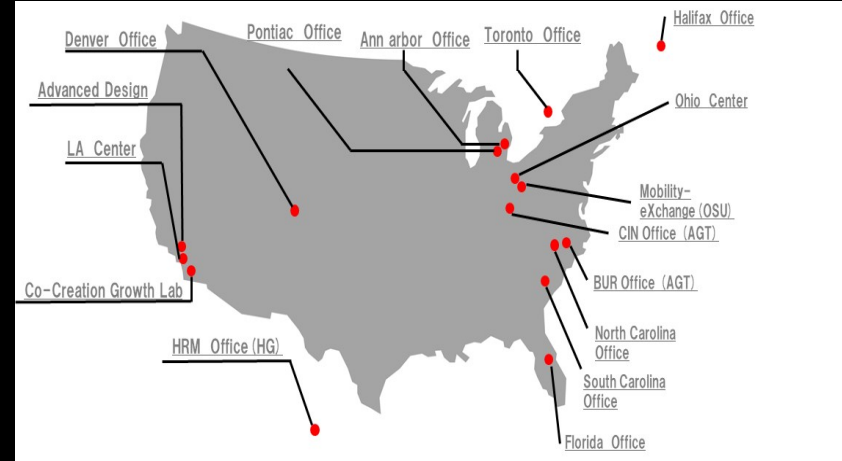 Halifax Office
Denver Office
Pontiac Office
Ann arbor Office
Toronto Office
Advanced Design
Ohio Center
LA Center
Mobility-
eXchange (OSU)
CIN Office (AGT)
Co-Creation Growth Lab
BUR Office (AGT)
HRM Office (HG)
North Carolina
Office
South Carolina
Office
Florida Office